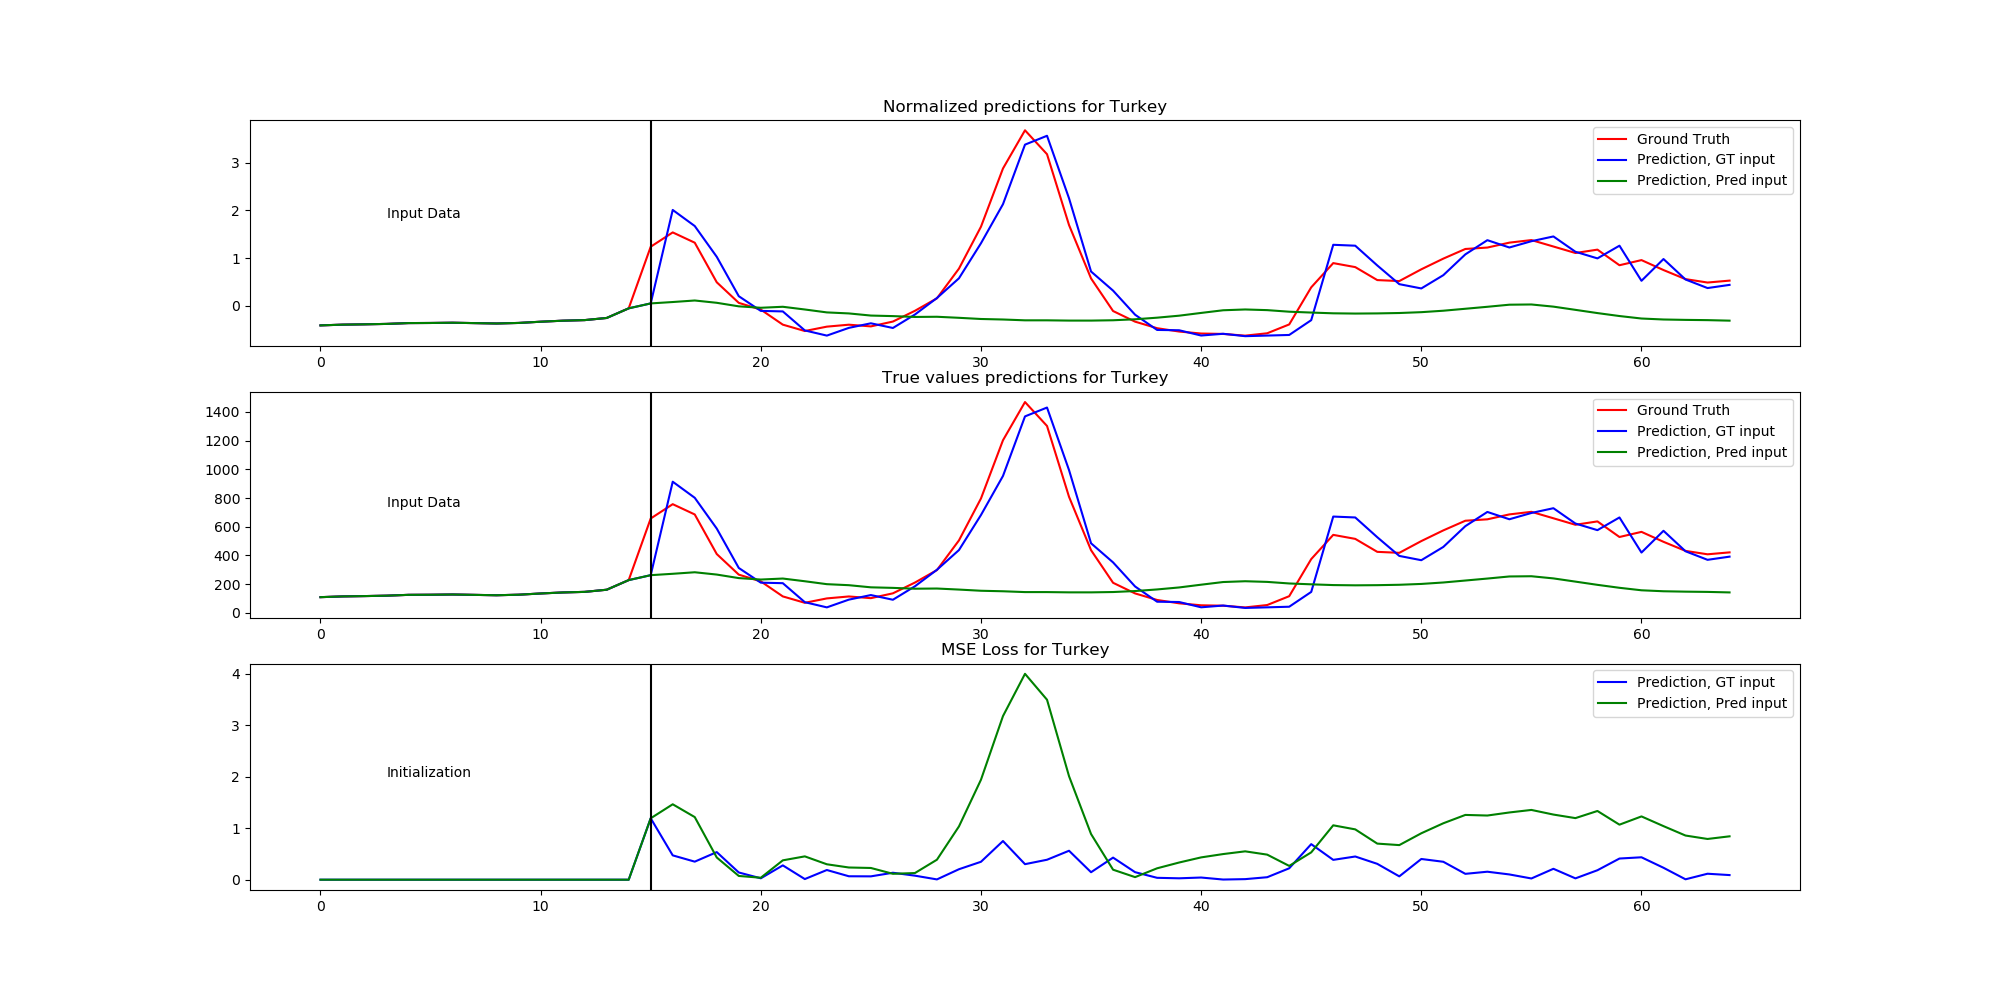 Normalized predictions for Turkey
3
2
1
0
Input Data
Ground Truth
Prediction, GT input
Prediction, Pred input
0 10 20 30 40 50 60
True values predictions for Turkey
1400
1200
1000
800
600
400
200
0
Input Data
Ground Truth
Prediction, GT input
Prediction, Pred input
0 10 20 30 40 50 60
MSE Loss for Turkey
4
3
2
1
0
Initialization
Prediction, GT input
Prediction, Pred input
0 10 20 30 40 50 60